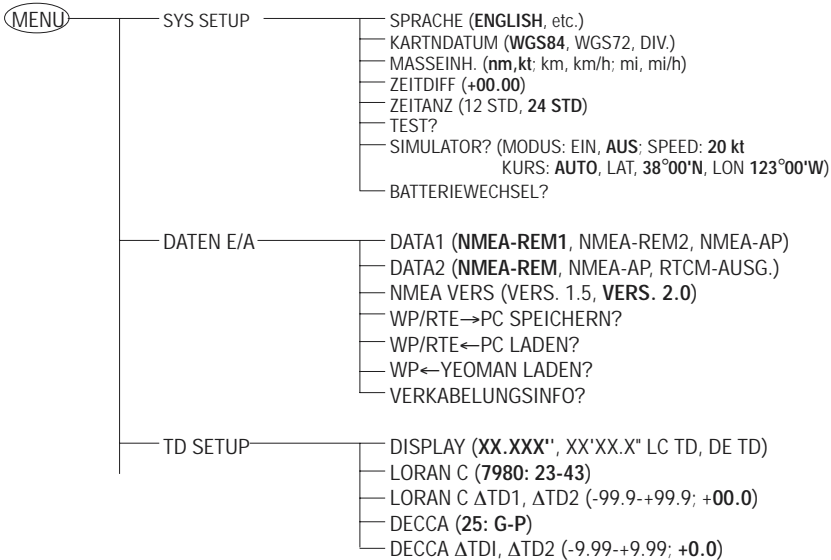 MENU
SYS SETUP
SPRACHE (ENGLISH, etc.)
KARTNDATUM (WGS84, WGS72, DIV.)
MASSEINH. (nm,kt; km, km/h; mi, mi/h)
ZEITDIFF (+00.00)
ZEITANZ (12 STD, 24 STD)
TEST?
SIMULATOR? (MODUS: EIN, AUS; SPEED: 20 kt
KURS: AUTO, LAT, 38°00'N, LON 123°00'W)
BATTERIEWECHSEL?
DATEN E/A
DATA1 (NMEA-REM1, NMEA-REM2, NMEA-AP)
DATA2 (NMEA-REM, NMEA-AP, RTCM-AUSG.)
NMEA VERS (VERS. 1.5, VERS. 2.0)
WP/RTE→PC SPEICHERN?
WP/RTE←PC LADEN?
WP←YEOMAN LADEN?
VERKABELUNGSINFO?
TD SETUP
DISPLAY (XX.XXX'', XX'XX.X" LC TD, DE TD)
LORAN C (7980: 23-43)
LORAN C ΔTD1, ΔTD2 (-99.9-+99.9; +00.0)
DECCA (25: G-P)
DECCA ΔTDI, ΔTD2 (-9.99-+9.99; +0.0)